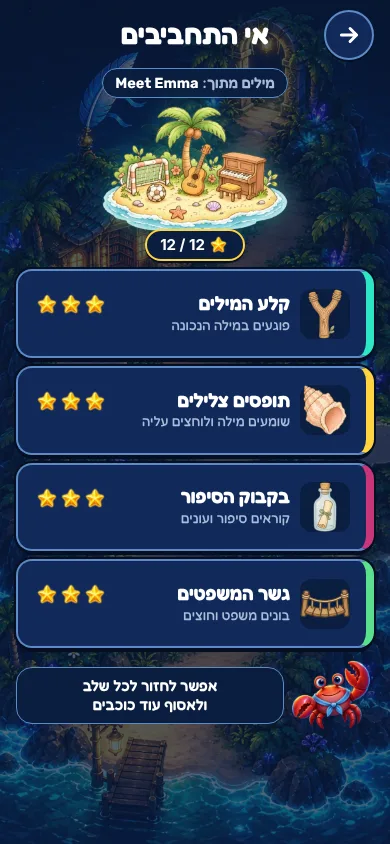 אי התחביבים
מילים מתוך: Meet Emma
12 / 12
קלע המילים
פוגעים במילה הנכונה
תופסים צלילים
שומעים מילה ולוחצים עליה
בקבוק הסיפור
קוראים סיפור ועונים
גשר המשפטים
בונים משפט וחוצים
אפשר לחזור לכל שלב
ולאסוף עוד כוכבים